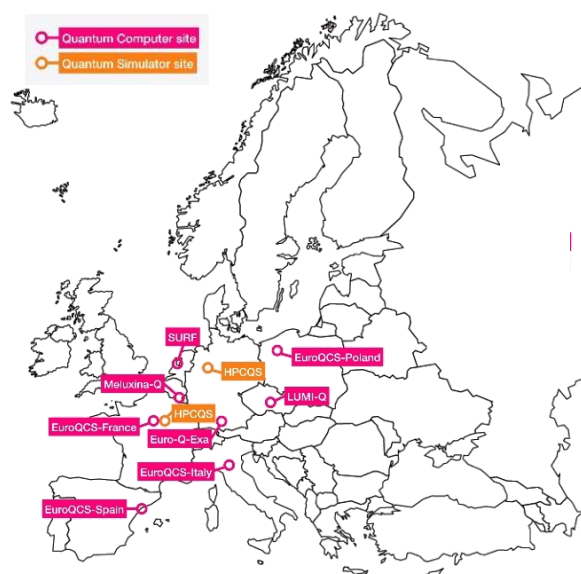 Quantum Computer site
Quantum Simulator site
SURF
EuroQCS-Poland
HPCQS
Meluxina-Q
LUMI-Q
HPCQS
EuroQCS-France
Euro-Q-Exa
EuroQCS-Italy
EuroQCS-Spain